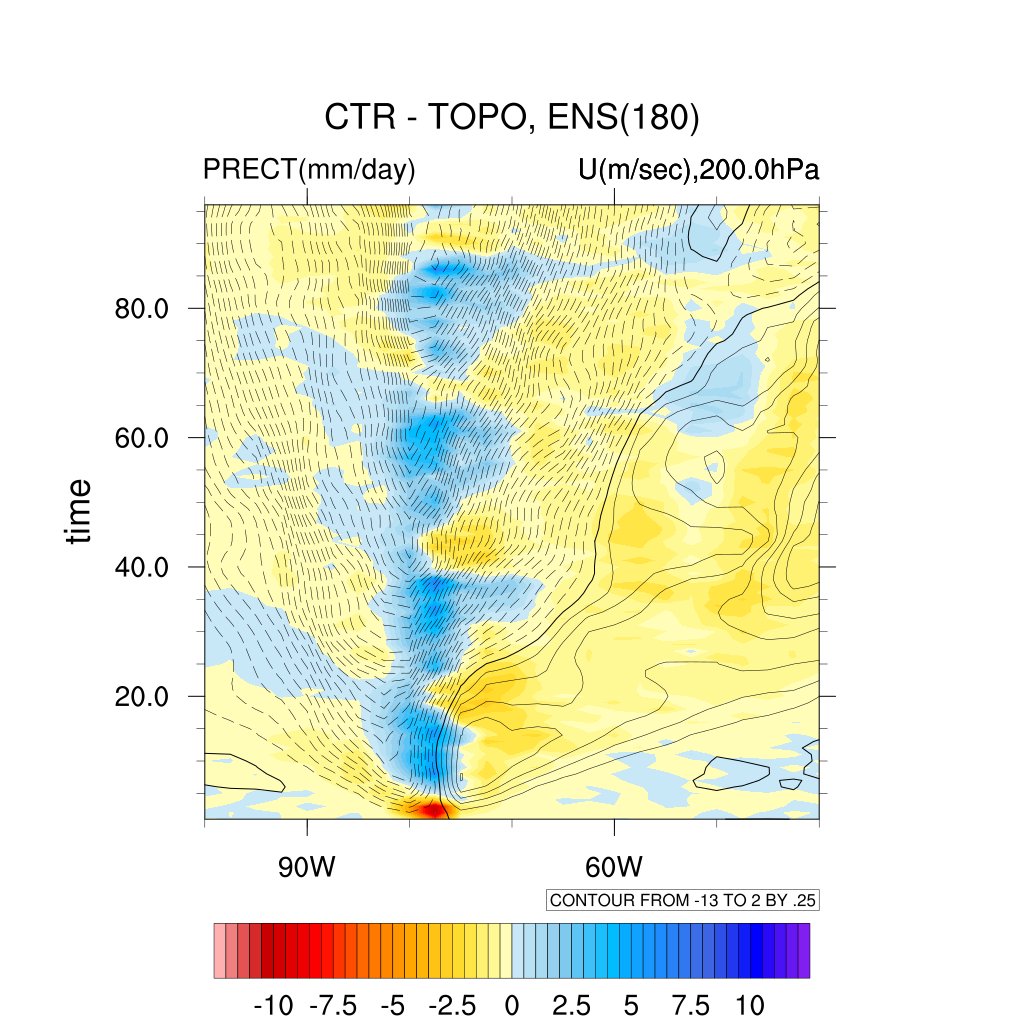 CTR - TOPO, ENS(180)
PRECT(mm/day) U(m/sec),200.0hPa
80.0
60.0
time
40.0
20.0
90W 60W
CONTOUR FROM -13 TO 2 BY .25
-10 -7.5 -5 -2.5 0 2.5 5 7.5 10